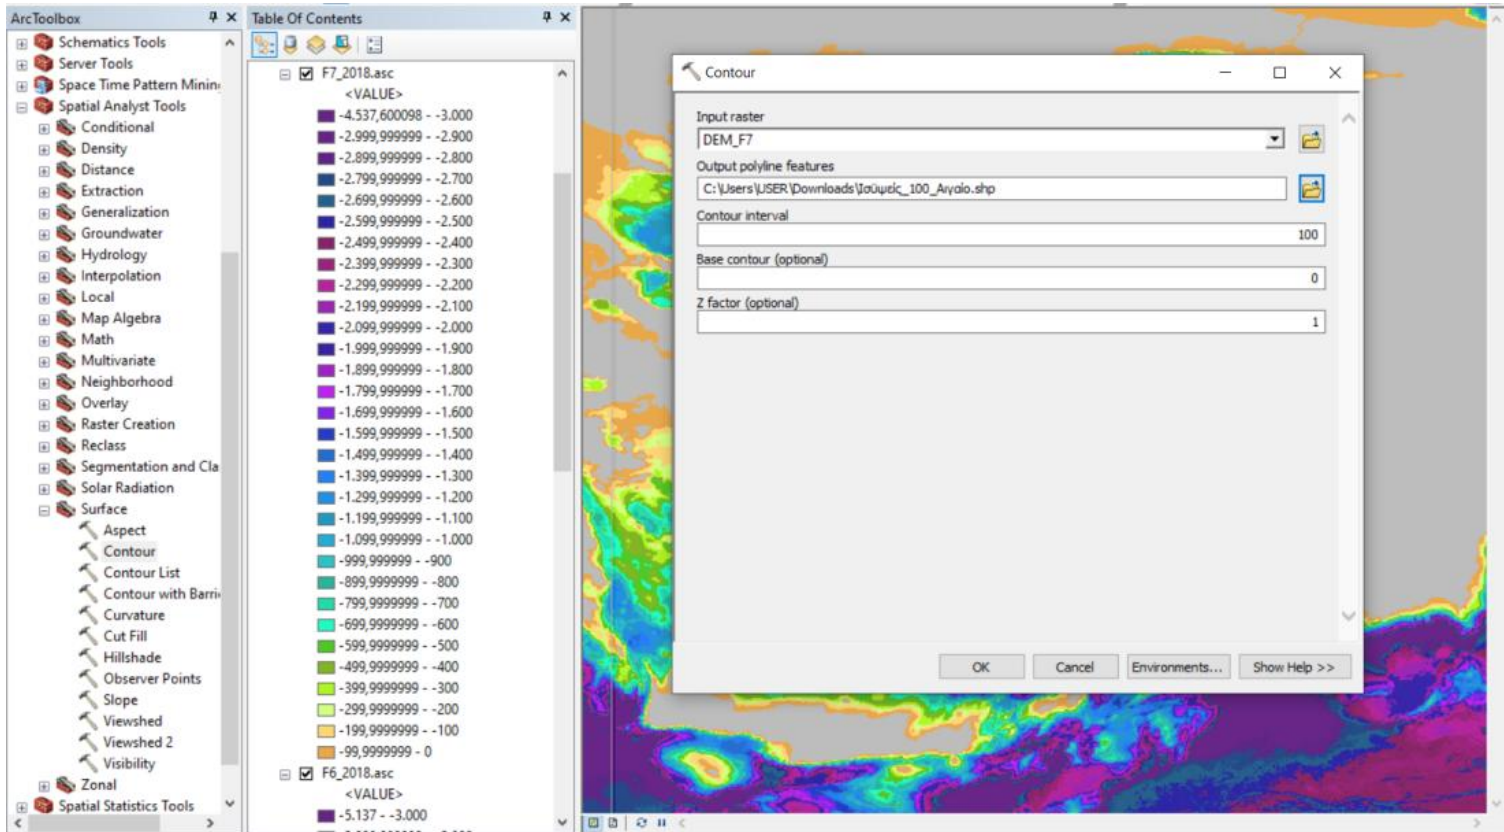 ArcToolbox
Schematics Tools
Server Tools
Space Time Pattern Mining
Spatial Analyst Tools
Conditional
Density
Distance
Extraction
Generalization
Groundwater
Hydrology
Interpolation
Local
Map Algebra
Math
Multivariate
Neighborhood
Overlay
Raster Creation
Reclass
Segmentation and Cla
Solar Radiation
Surface
Aspect
Contour
Contour List
Contour with Barri
Curvature
Cut Fill
Hillshade
Observer Points
Slope
Viewshed
Viewshed 2
Visibility
Zonal
Spatial Statistics Tools
Table Of Contents
F7_2018.asc
<VALUE>
-4.537,600098 - -3.000
-2.999,999999 - -2.900
-2.899,999999 - -2.800
-2.799,999999 - -2.700
-2.699,999999 - -2.600
-2.599,999999 - -2.500
-2.499,999999 - -2.400
-2.399,999999 - -2.300
-2.299,999999 - -2.200
-2.199,999999 - -2.100
-2.099,999999 - -2.000
-1.999,999999 - -1.900
-1.899,999999 - -1.800
-1.799,999999 - -1.700
-1.699,999999 - -1.600
-1.599,999999 - -1.500
-1.499,999999 - -1.400
-1.399,999999 - -1.300
-1.299,999999 - -1.200
-1.199,999999 - -1.100
-1.099,999999 - -1.000
-999,999999 - -900
-899,9999999 - -800
-799,9999999 - -700
-699,9999999 - -600
-599,9999999 - -500
-499,9999999 - -400
-399,9999999 - -300
-299,9999999 - -200
-199,9999999 - -100
-99,9999999 - 0
F6_2018.asc
<VALUE>
-5.137 - -3.000
Contour
Input raster
DEM_F7
Output polyline features
C:\Users\USER\Downloads\Ισϋψείς_100_Αιγαίο.shp
Contour interval
100
Base contour (optional)
0
Z factor (optional)
1
OK
Cancel
Environments...
Show Help >>